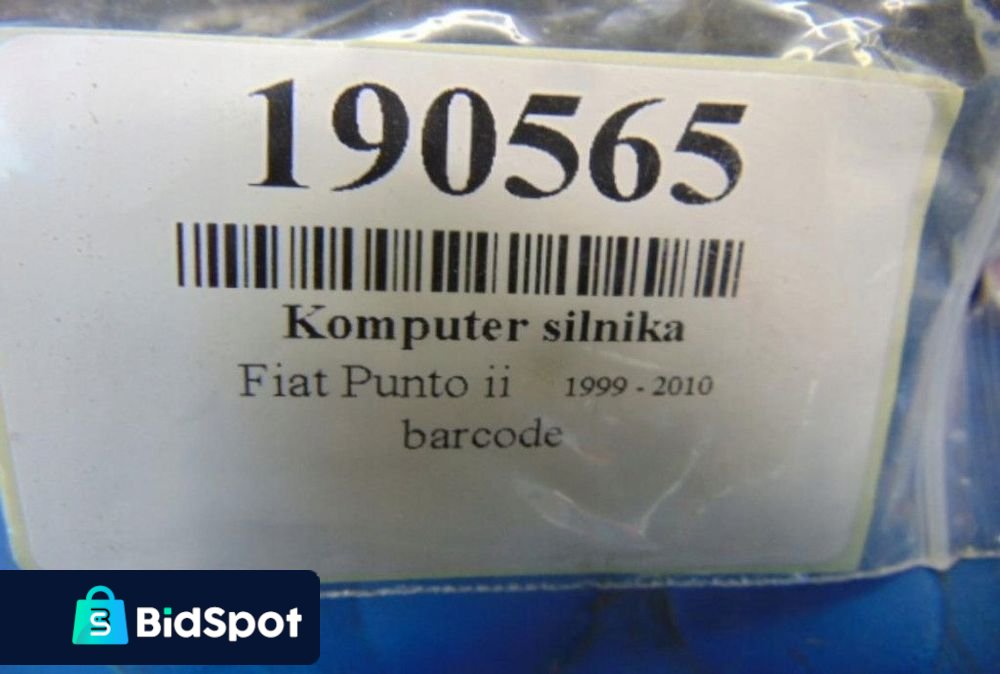 190565
Komputer silnika
Fiat Punto ii 1999 - 2010
barcode
BidSpot